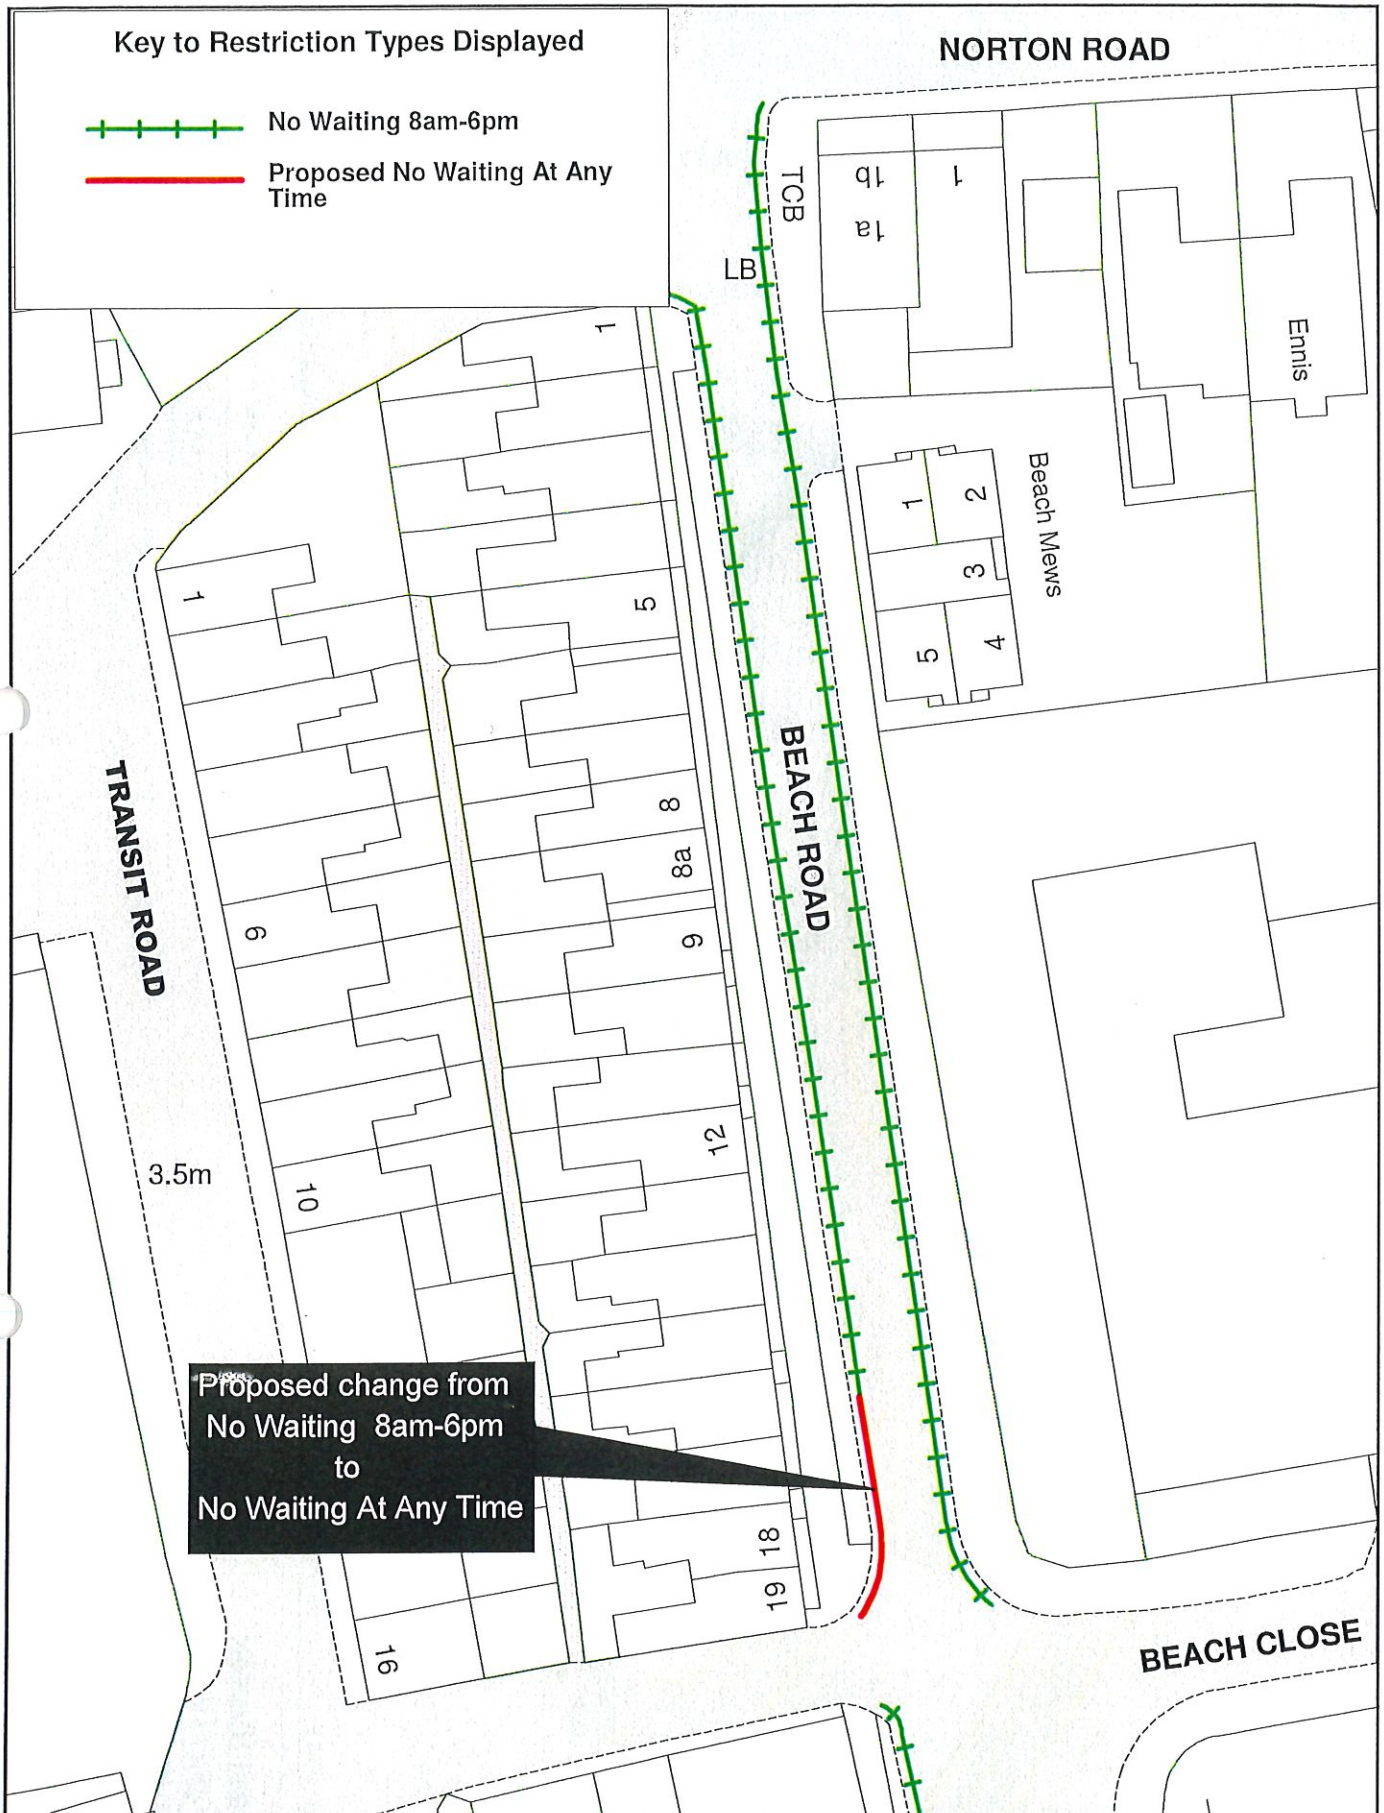 Key to Restriction Types Displayed
No Waiting 8am-6pm
Proposed No Waiting At Any
Time
NORTON ROAD
TCB
1b
1a
1
LB
Ennis
1
Beach Mews
1
2
3
4
5
1
5
8
8a
9
12
18
19
BEACH ROAD
TRANSIT ROAD
6
10
16
3.5m
Proposed change from
No Waiting 8am-6pm
to
No Waiting At Any Time
BEACH CLOSE